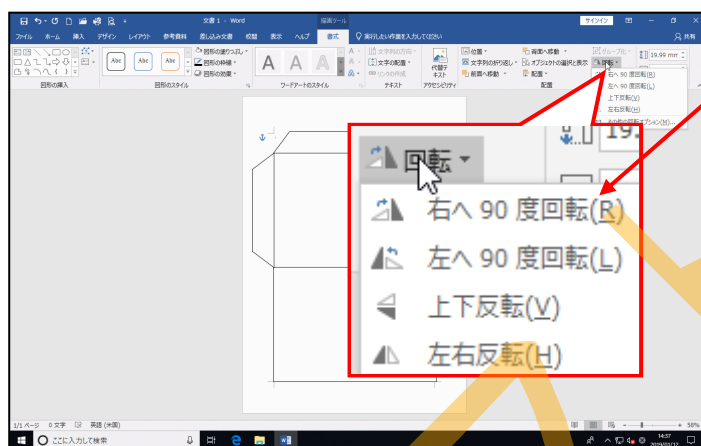 文書 1 - Word
描画ツール
サインイン
ファイル ホーム 挿入 デザイン レイアウト 参考資料 差し込み文書 校閲 表示 ヘルプ 書式 実行したい作業を入力してください
共有
Abc Abc Abc
図形の塗りつぶし
図形の枠線
図形の効果
A A A
文字列の方向
文字の配置
リンクの作成
代替テキスト
位置
文字列の折り返し
前面へ移動
背面へ移動
オブジェクトの選択と表示
配置
グループ化
回転
19.99 mm
図形の挿入 図形のスタイル ワードアートのスタイル テキスト アクセシビリティ 配置
右へ 90 度回転(R)
左へ 90 度回転(L)
上下反転(V)
左右反転(H)
その他の回転オプション(M)...
回転
19.
右へ 90 度回転(R)
左へ 90 度回転(L)
上下反転(V)
左右反転(H)
1/1 ページ 0 文字 英語 (米国)
58%
ここに入力して検索
14:37
2019/01/12